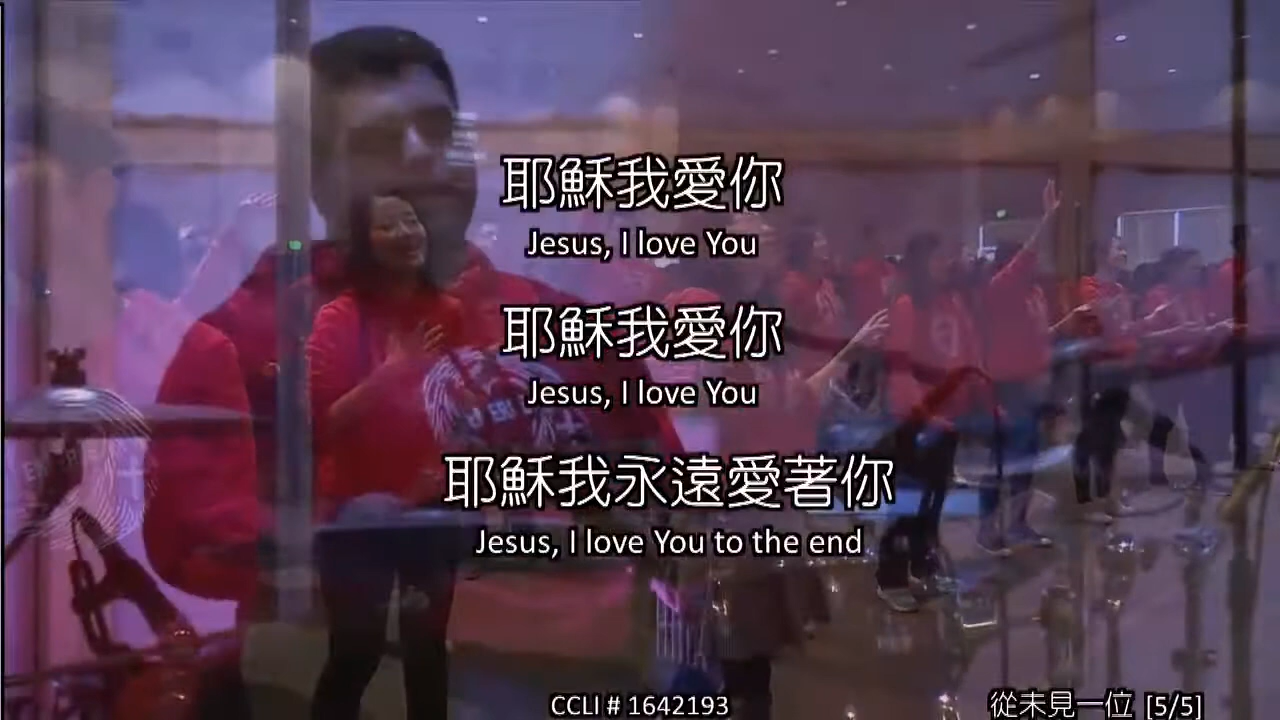 耶穌我愛你
Jesus, I love You
耶穌我愛你
Jesus, I love You
耶穌我永遠愛著你
Jesus, I love You to the end
CCLI # 1642193
從未見一位 [5/5]